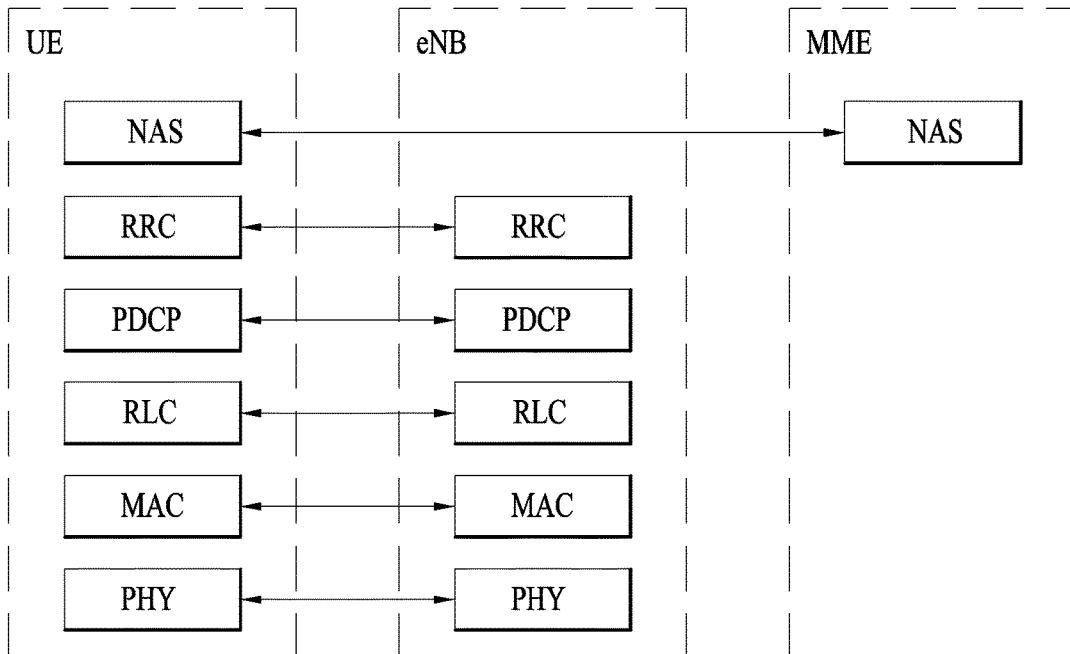 UE eNB MME
NAS NAS
RRC RRC
PDCP PDCP
RLC RLC
MAC MAC
PHY PHY